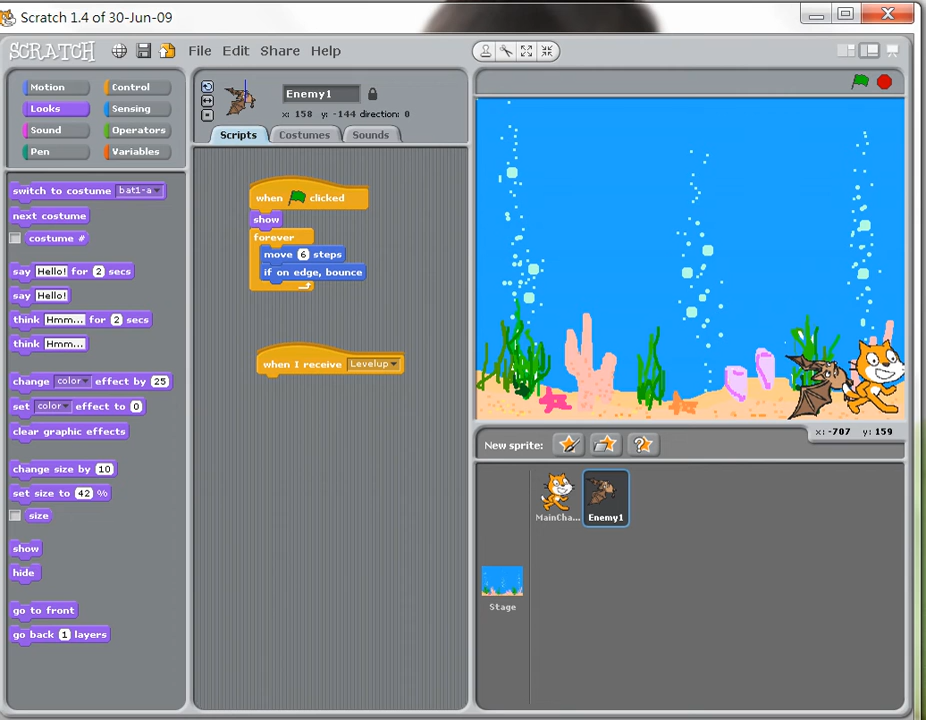 Scratch 1.4 of 30-Jun-09
SCRATCH
File Edit Share Help
Motion Control
Looks Sensing
Sound Operators
Pen Variables
Enemy1
x: 158 y: -144 direction: 0
Scripts Costumes Sounds
switch to costume bat1-a
next costume
costume #
say Hello! for 2 secs
say Hello!
think Hmm... for 2 secs
think Hmm...
change color effect by 25
set color effect to 0
clear graphic effects
change size by 10
set size to 42 %
size
show
hide
go to front
go back 1 layers
when clicked
show
forever
move 6 steps
if on edge, bounce
when I receive Levelup
x: -707 y: 159
New sprite:
MainCha...
Enemy1
Stage